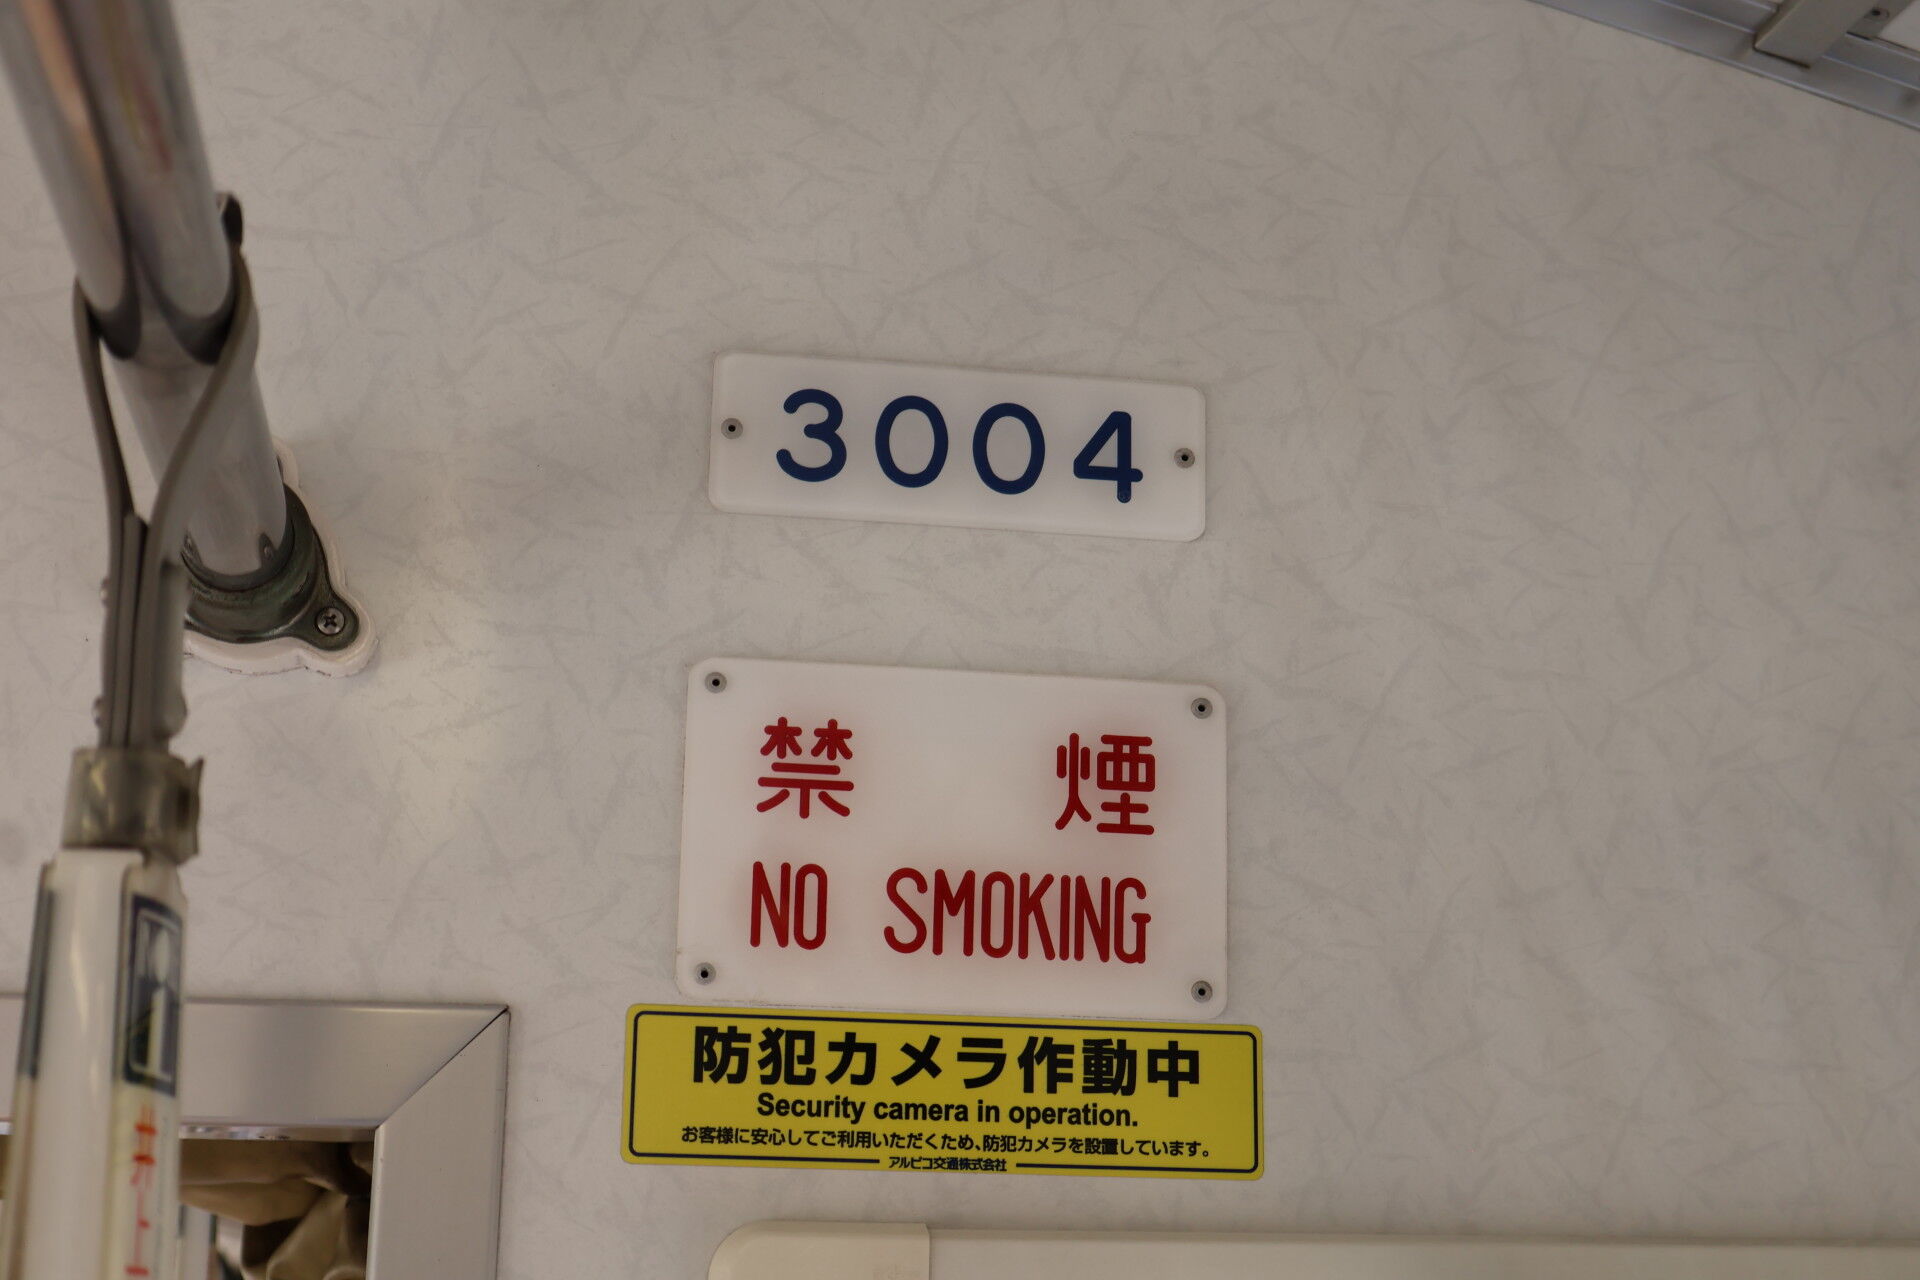 3004
禁 煙
NO SMOKING
防犯カメラ作動中
Security camera in operation.
お客様に安心してご利用いただくため、防犯カメラを設置しています。
アルピコ交通株式会社